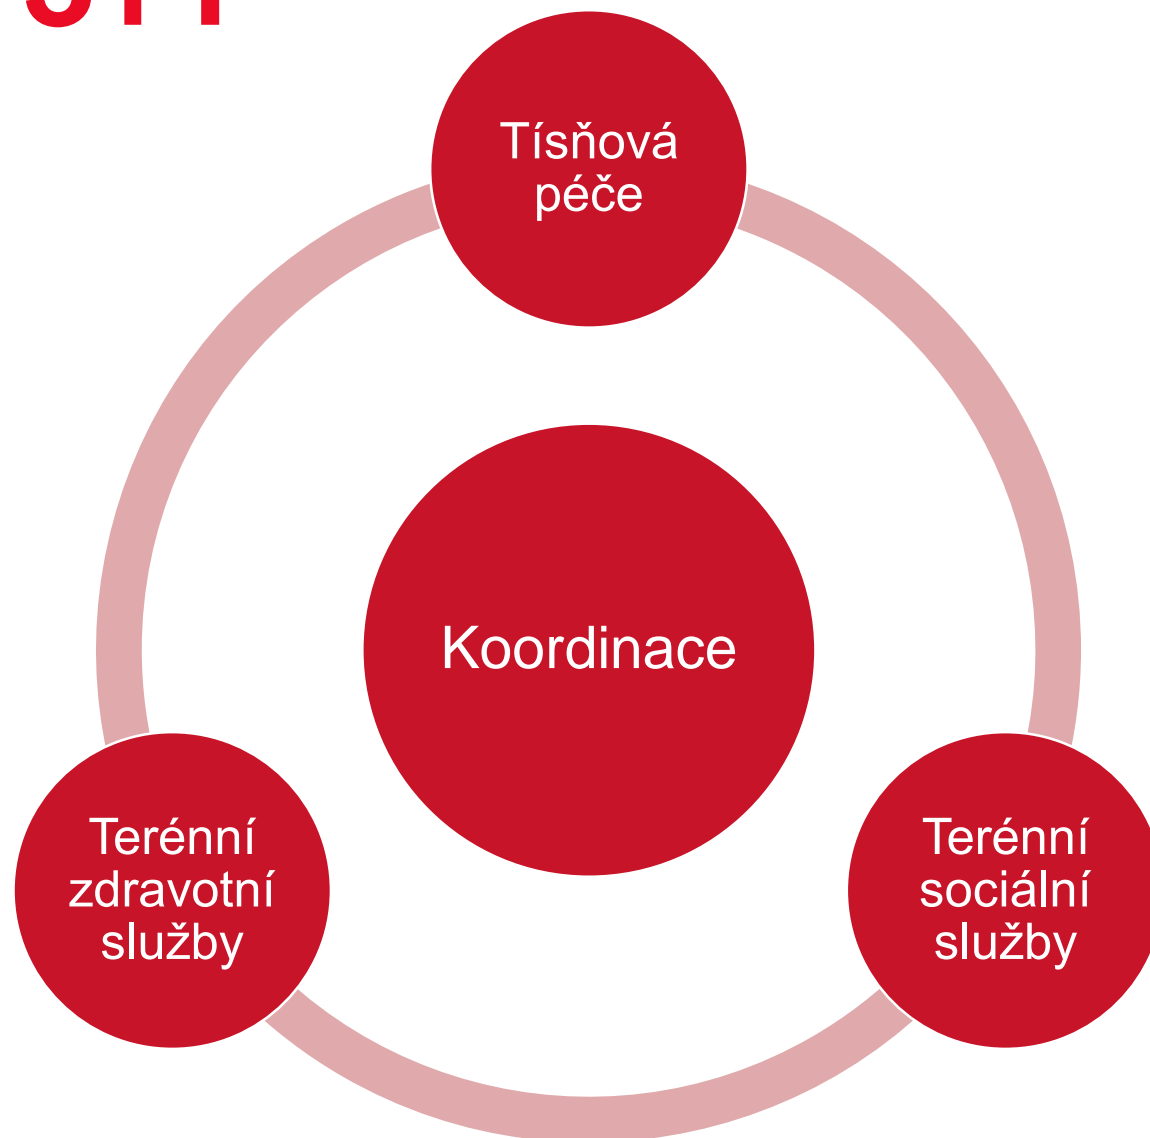 Tísňová
péče
Koordinace
Terénní
zdravotní
služby
Terénní
sociální
služby